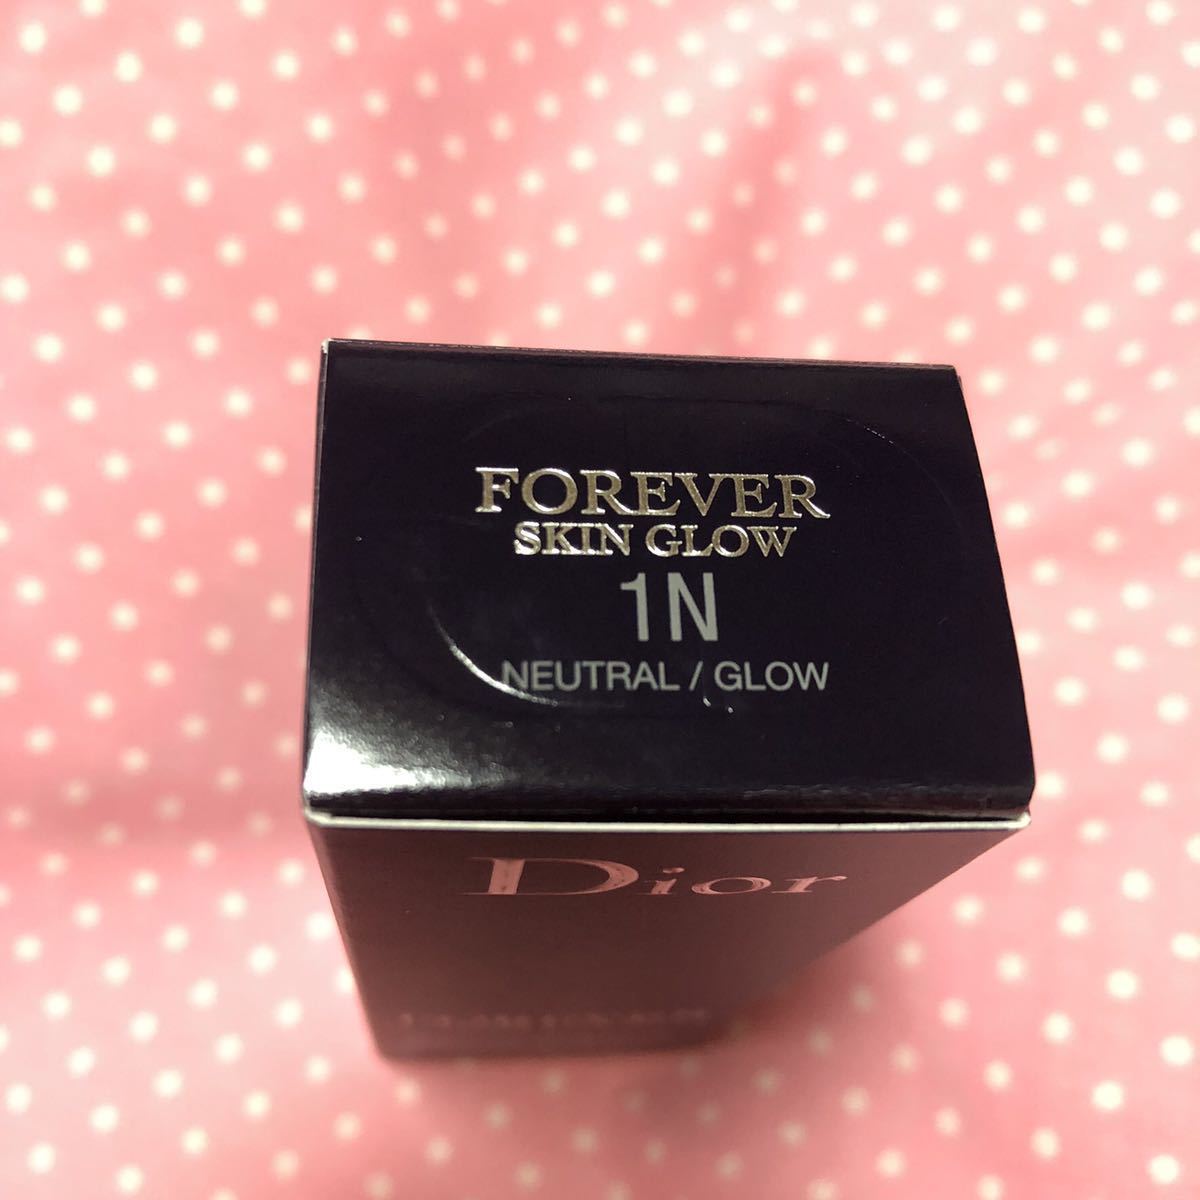 FOREVER
SKIN GLOW
1N
NEUTRAL / GLOW
Dior